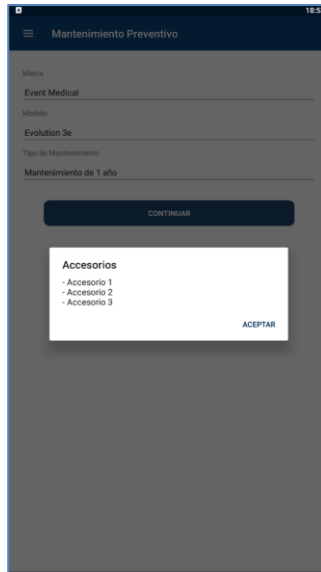 18:5
Mantenimiento Preventivo
Marca
Event Medical
Modelo
Evolution 3e
Tipo de Mantenimiento
Mantenimiento de 1 año
CONTINUAR
Accesorios
- Accesorio 1
- Accesorio 2
- Accesorio 3
ACEPTAR